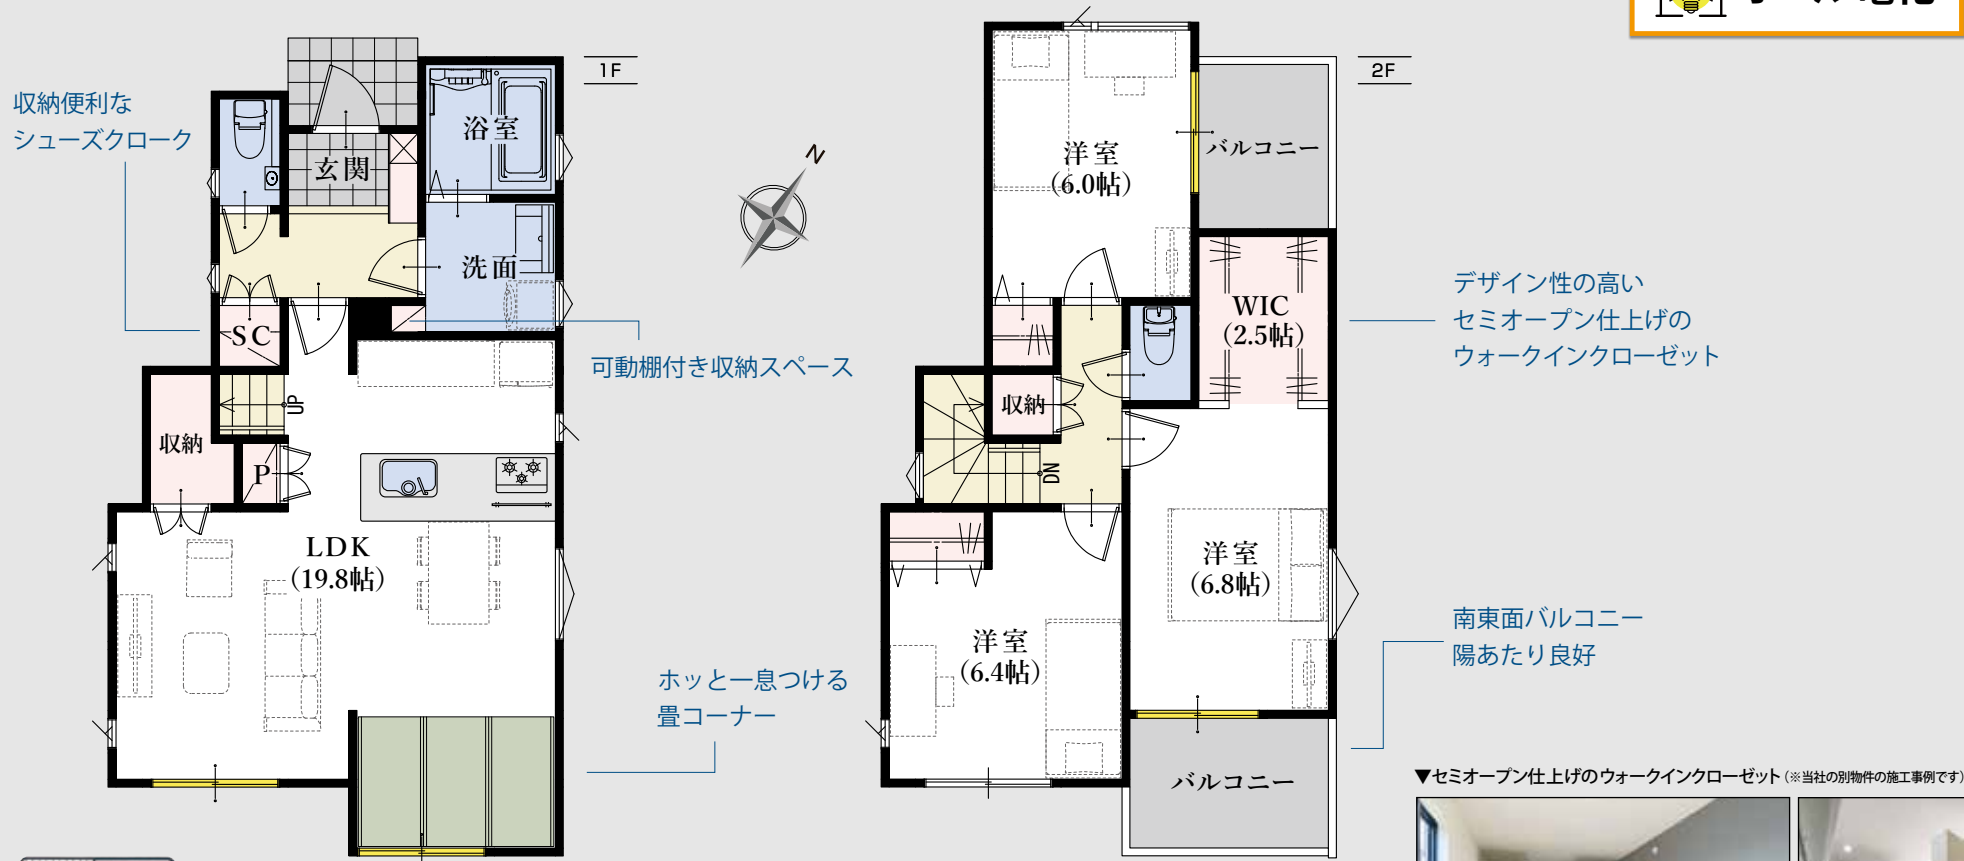 1F
収納便利な
シューズクローク
浴室
玄関
洗面
SC
可動棚付き収納スペース
UP
収納
P
LDK
(19.8帖)
ホッと一息つける
畳コーナー
N
2F
洋室
(6.0帖)
バルコニー
WIC
(2.5帖)
デザイン性の高い
セミオープン仕上げの
ウォークインクローゼット
収納
DN
洋室
(6.8帖)
洋室
(6.4帖)
南東面バルコニー
陽あたり良好
バルコニー
▼セミオープン仕上げのウォークインクローゼット(※当社の別物件の施工事例です)